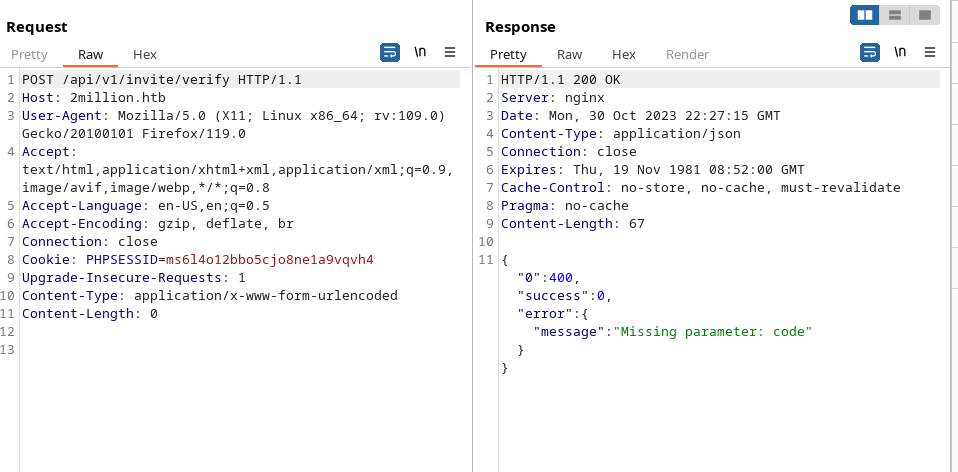 Request
Pretty Raw Hex
\n
1 POST /api/v1/invite/verify HTTP/1.1
2 Host: 2million.htb
3 User-Agent: Mozilla/5.0 (X11; Linux x86_64; rv:109.0)
Gecko/20100101 Firefox/119.0
4 Accept:
text/html,application/xhtml+xml,application/xml;q=0.9,
image/avif,image/webp,*/*;q=0.8
5 Accept-Language: en-US,en;q=0.5
6 Accept-Encoding: gzip, deflate, br
7 Connection: close
8 Cookie: PHPSESSID=ms6l4o12bbo5cjo8ne1a9vqvh4
9 Upgrade-Insecure-Requests: 1
10 Content-Type: application/x-www-form-urlencoded
11 Content-Length: 0
12
13
Response
Pretty Raw Hex Render
\n
1 HTTP/1.1 200 OK
2 Server: nginx
3 Date: Mon, 30 Oct 2023 22:27:15 GMT
4 Content-Type: application/json
5 Connection: close
6 Expires: Thu, 19 Nov 1981 08:52:00 GMT
7 Cache-Control: no-store, no-cache, must-revalidate
8 Pragma: no-cache
9 Content-Length: 67
10
11 {
"0":400,
"success":0,
"error":{
"message":"Missing parameter: code"
}
}